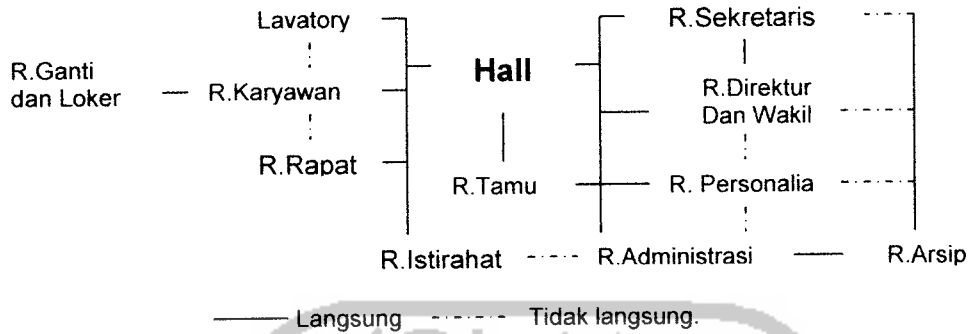 Lavatory
R.Sekretaris
R.Ganti
dan Loker
R.Karyawan
Hall
R.Direktur
Dan Wakil
R.Rapat
R.Tamu
R. Personalia
R.Istirahat
R.Administrasi
R.Arsip
Langsung
Tidak langsung.